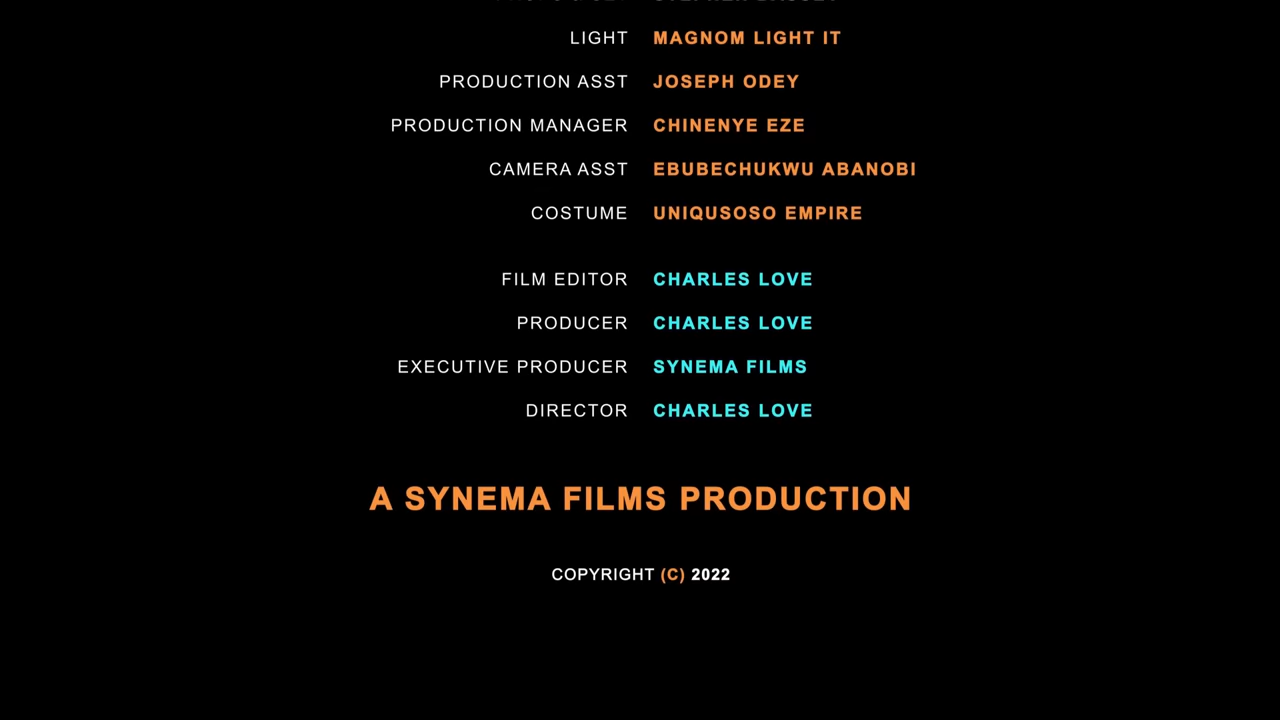 LIGHT MAGNOM LIGHT IT
PRODUCTION ASST JOSEPH ODEY
PRODUCTION MANAGER CHINENYE EZE
CAMERA ASST EBUBECHUKWU ABANOBI
COSTUME UNIQUSOSO EMPIRE
FILM EDITOR CHARLES LOVE
PRODUCER CHARLES LOVE
EXECUTIVE PRODUCER SYNEMA FILMS
DIRECTOR CHARLES LOVE
A SYNEMA FILMS PRODUCTION
COPYRIGHT (C) 2022